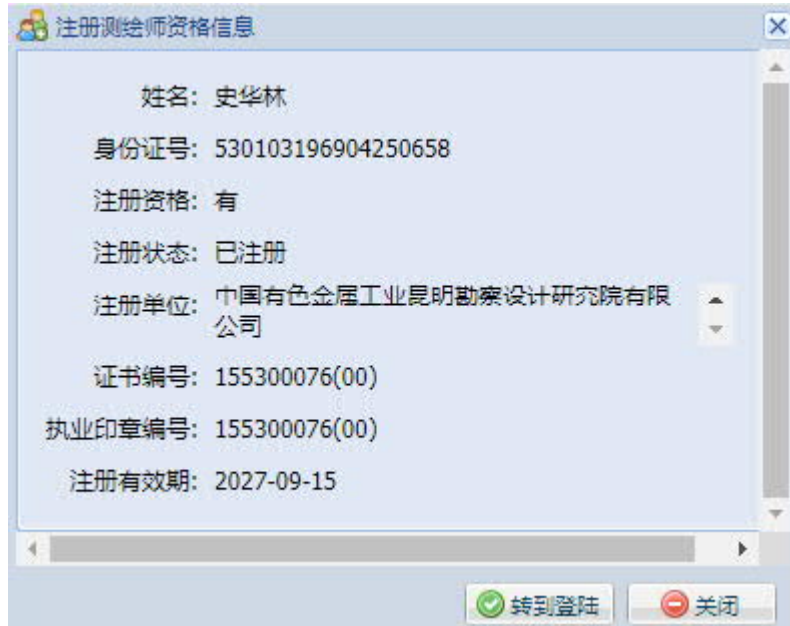 注册测绘师资格信息
姓名: 史华林
身份证号: 530103196904250658
注册资格: 有
注册状态: 已注册
注册单位: 中国有色金属工业昆明勘察设计研究院有限
公司
证书编号: 155300076(00)
执业印章编号: 155300076(00)
注册有效期: 2027-09-15
转到登陆 关闭